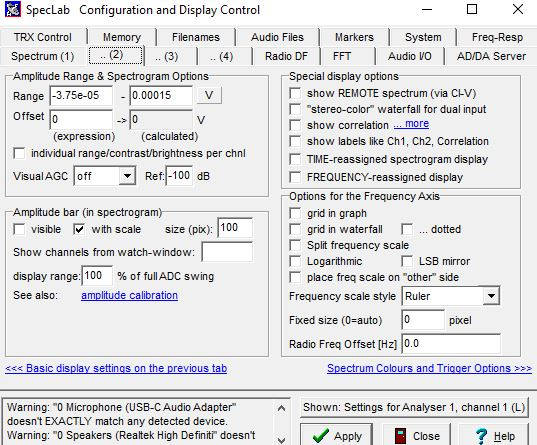 SpecLab   Configuration and Display Control
TRX Control Memory Filenames Audio Files Markers System Freq-Resp
Spectrum (1) .. (2) .. (3) .. (4) Radio DF FFT Audio I/O AD/DA Server
Amplitude Range & Spectrogram Options
Range -3.75e-05 - 0.00015 V
Offset 0 -> 0 V
(expression) (calculated)
individual range/contrast/brightness per chnl
Visual AGC off Ref: -100 dB
Amplitude bar (in spectrogram)
visible with scale size (pix): 100
Show channels from watch-window:
display range: 100 % of full ADC swing
See also: amplitude calibration
<<< Basic display settings on the previous tab
Special display options
show REMOTE spectrum (via CI-V)
"stereo-color" waterfall for dual input
show correlation ... more
show labels like Ch1, Ch2, Correlation
TIME-reassigned spectrogram display
FREQUENCY-reassigned display
Options for the Frequency Axis
grid in graph
grid in waterfall ... dotted
Split frequency scale
Logarithmic LSB mirror
place freq scale on "other" side
Frequency scale style Ruler
Fixed size (0=auto) 0 pixel
Radio Freq Offset [Hz] 0.0
Spectrum Colours and Trigger Options >>>
Warning: "0 Microphone (USB-C Audio Adapter"
doesn't EXACTLY match any detected device.
Warning: "0 Speakers (Realtek High Definiti" doesn't
Shown: Settings for Analyser 1, channel 1 (L)
Apply Close Help